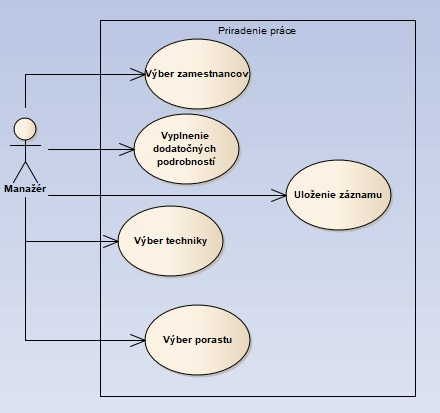 Priradenie práce
Výber zamestnancov
Vyplnenie
dodatočných
podrobností
Manažér
Uloženie záznamu
Výber techniky
Výber porastu